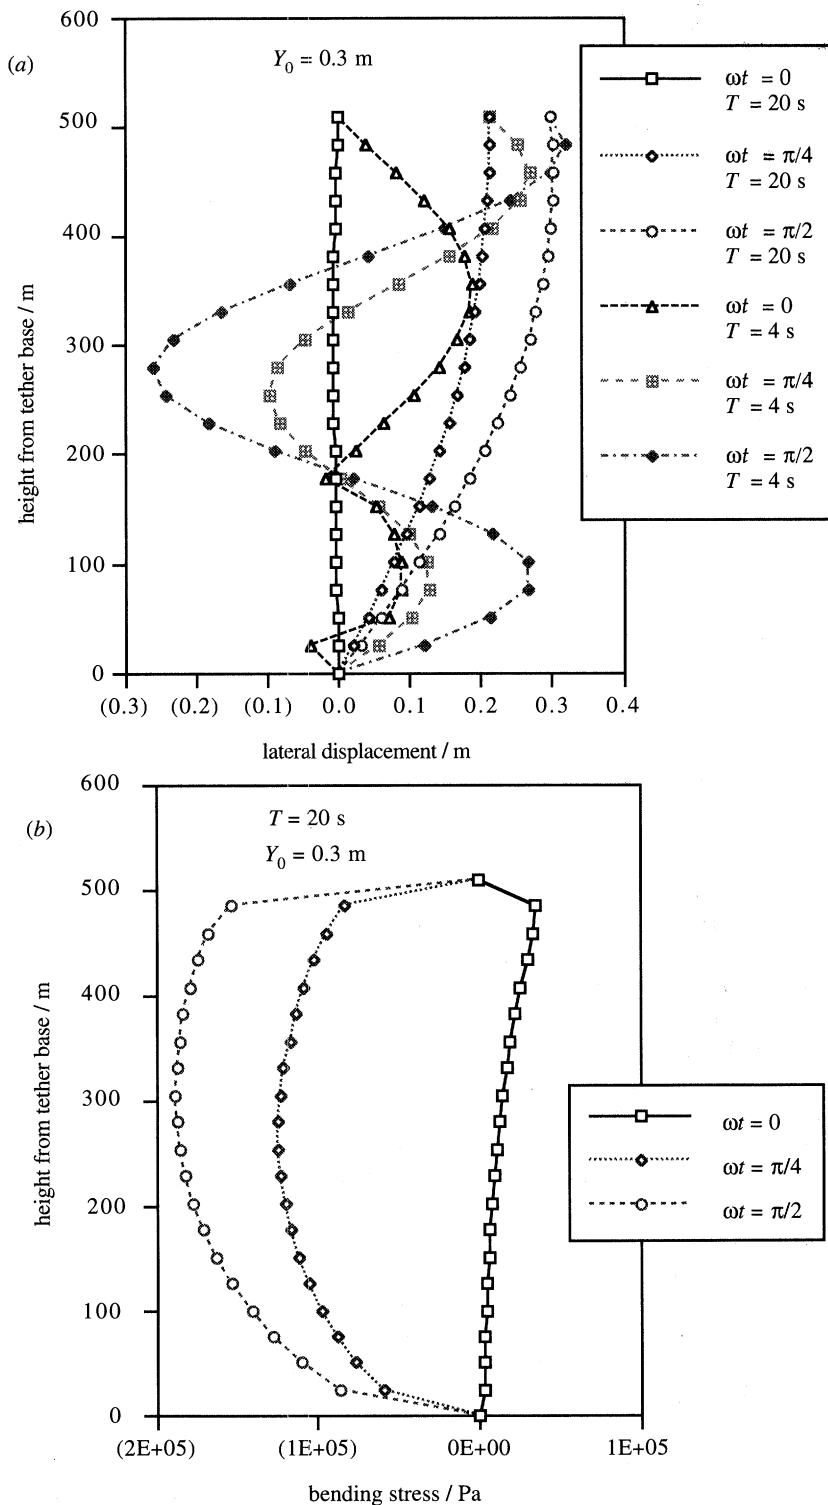 (a)
Y₀ = 0.3 m
600
500
400
300
200
100
0
height from tether base / m
(0.3) (0.2) (0.1) 0.0 0.1 0.2 0.3 0.4
lateral displacement / m
ωt = 0
T = 20 s
ωt = π/4
T = 20 s
ωt = π/2
T = 20 s
ωt = 0
T = 4 s
ωt = π/4
T = 4 s
ωt = π/2
T = 4 s
(b)
T = 20 s
Y₀ = 0.3 m
600
500
400
300
200
100
0
height from tether base / m
(2E+05) (1E+05) 0E+00 1E+05
bending stress / Pa
ωt = 0
ωt = π/4
ωt = π/2